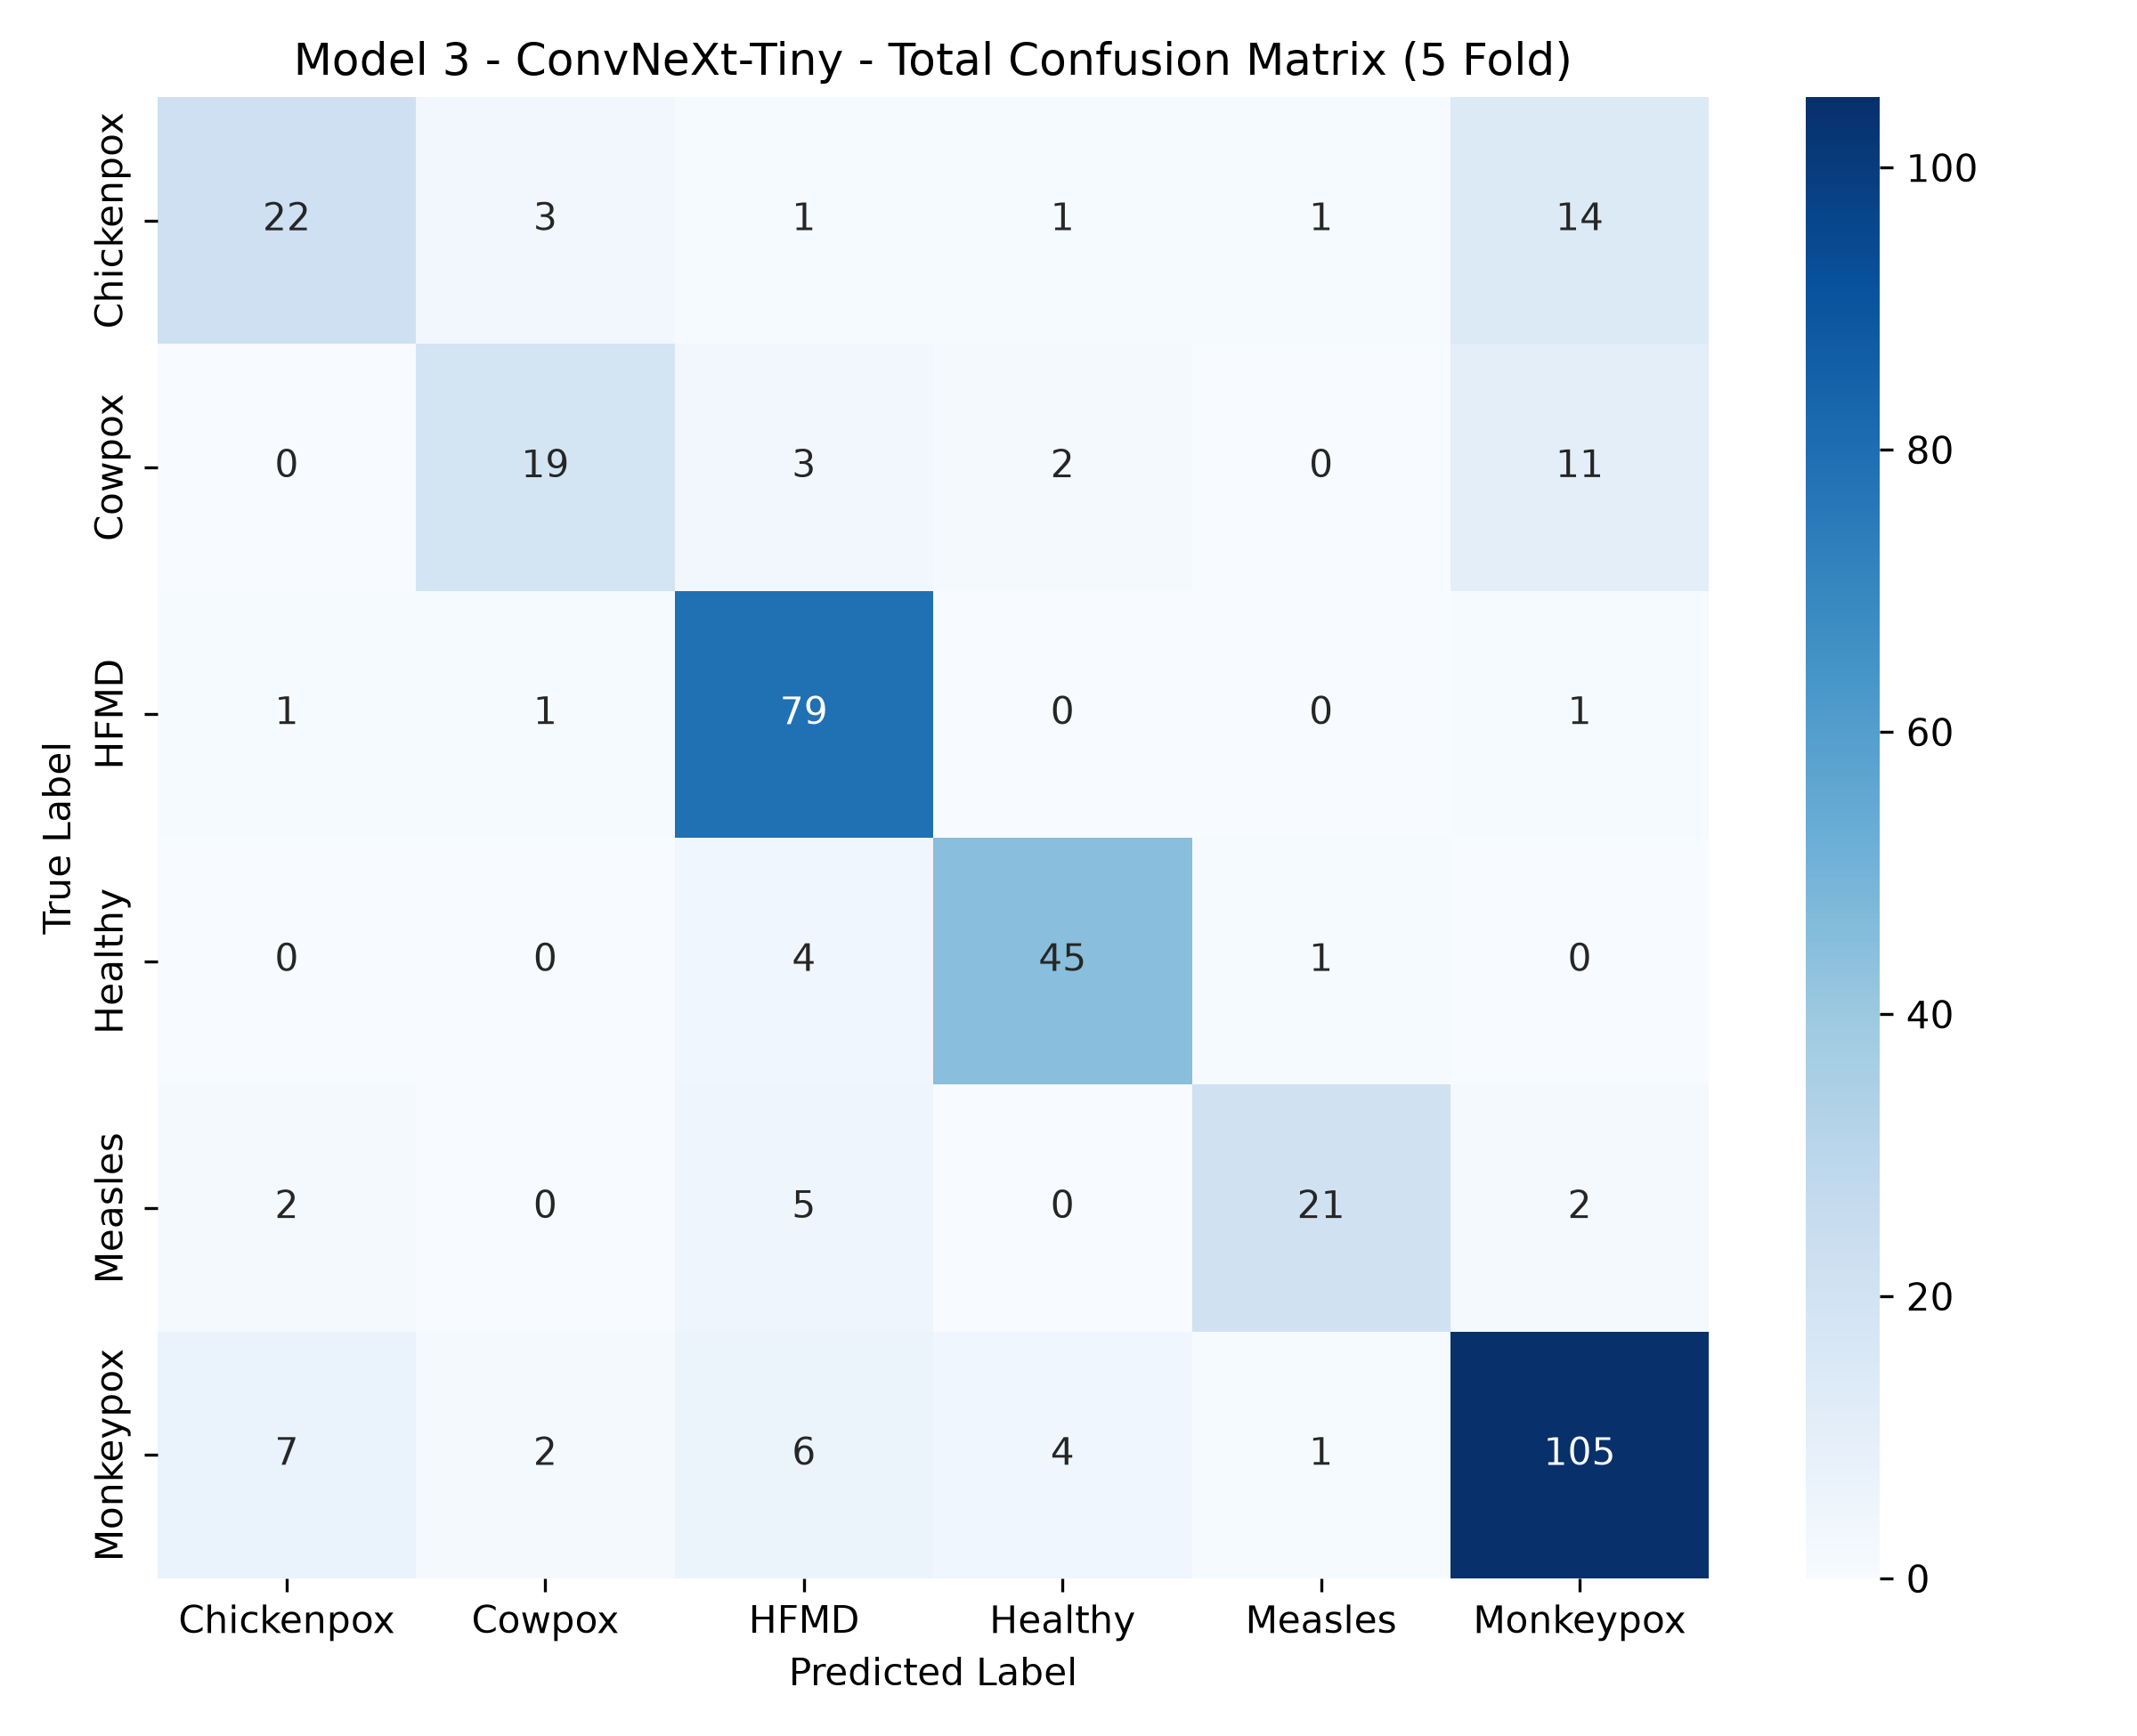 Model 3 - ConvNeXt-Tiny - Total Confusion Matrix (5 Fold)
True Label
Chickenpox 22 3 1 1 1 14
Cowpox 0 19 3 2 0 11
HFMD 1 1 79 0 0 1
Healthy 0 0 4 45 1 0
Measles 2 0 5 0 21 2
Monkeypox 7 2 6 4 1 105
Chickenpox Cowpox HFMD Healthy Measles Monkeypox
Predicted Label
100
80
60
40
20
0